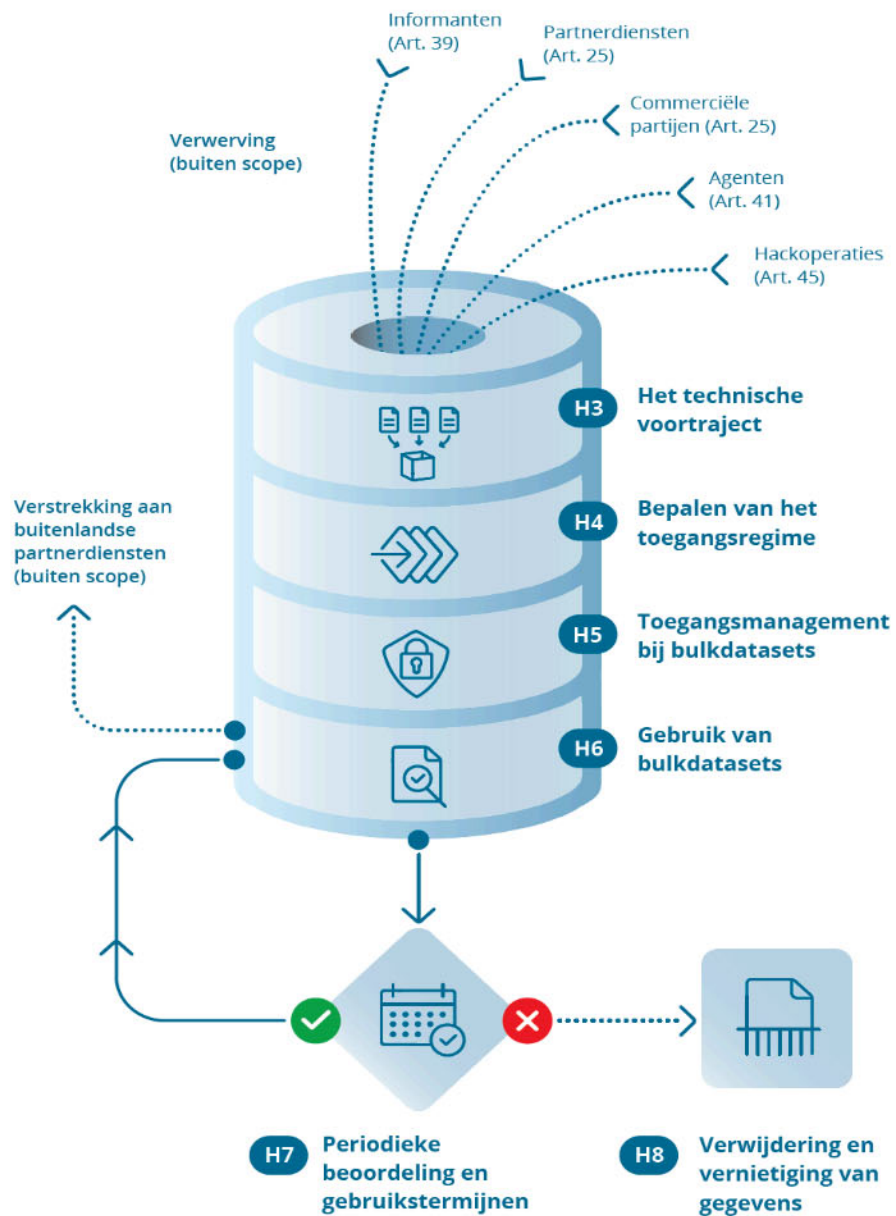 Informanten
(Art. 39)
Partnerdiensten
(Art. 25)
Commerciële
partijen (Art. 25)
Verwerving
(buiten scope)
Agenten
(Art. 41)
Hackoperaties
(Art. 45)
H3 Het technische
voortraject
H4 Bepalen van het
toegangsregime
Verstrekking aan
buitenlandse
partnerdiensten
(buiten scope)
H5 Toegangsmanagement
bij bulkdatasets
H6 Gebruik van
bulkdatasets
H7 Periodieke
beoordeling en
gebruikstermijnen
H8 Verwijdering en
vernietiging van
gegevens